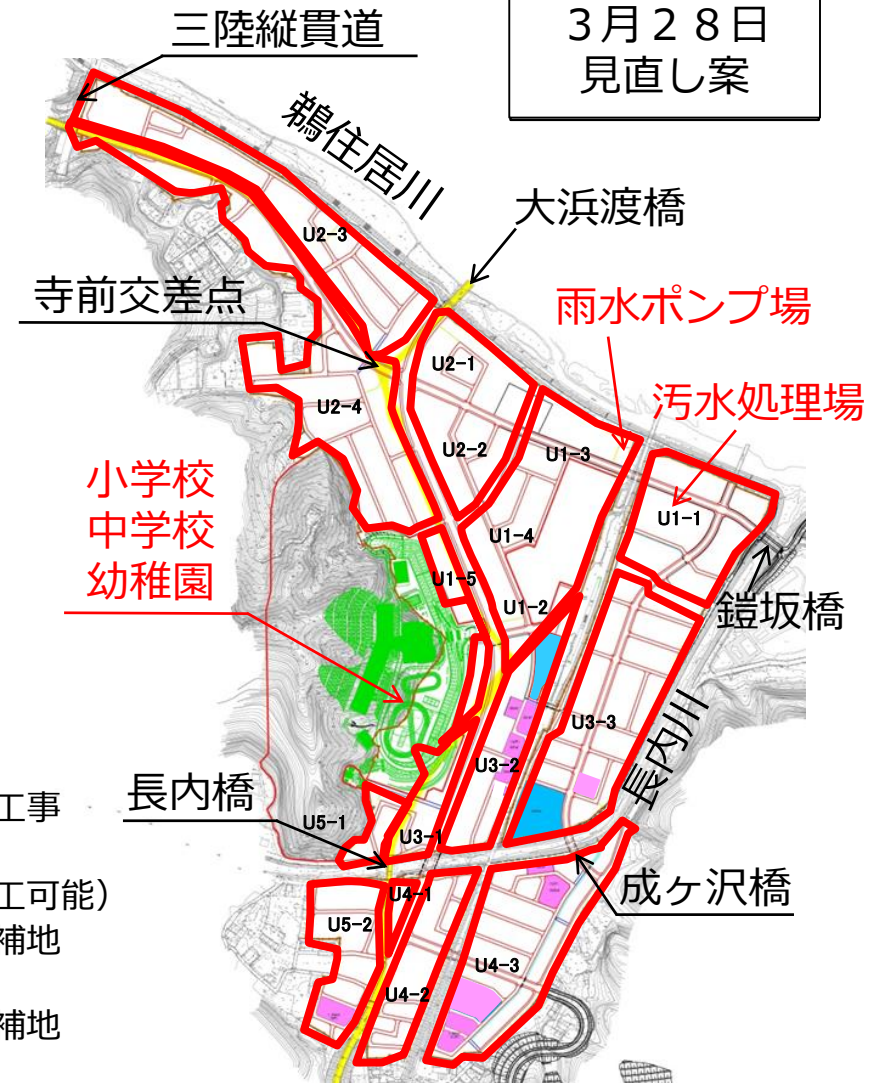 ３月２８日
見直し案
三陸縦貫道
鵜住居川
大浜渡橋
寺前交差点
雨水ポンプ場
汚水処理場
小学校
中学校
幼稚園
鎧坂橋
長内川
長内橋
成ヶ沢橋
U2-3
U2-1
U2-4
U2-2
U1-3
U1-1
U1-4
U1-5
U1-2
U3-3
U3-2
U5-1
U3-1
U4-1
U5-2
U4-3
U4-2
工事
工可能）
補地
補地